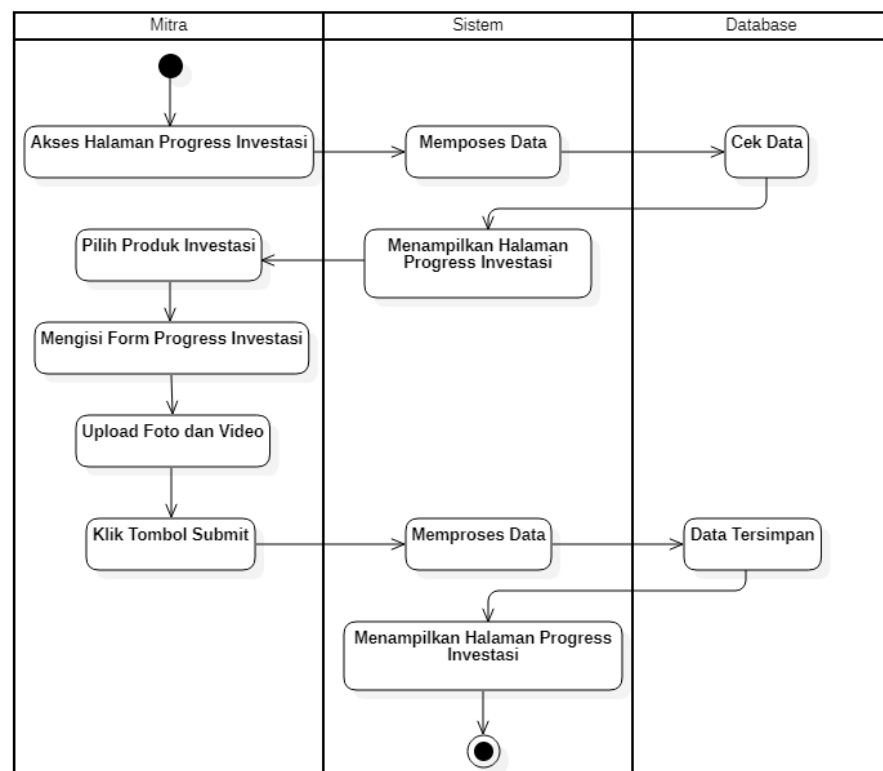 Mitra
Sistem
Database
Akses Halaman Progress Investasi
Memposes Data
Cek Data
Menampilkan Halaman
Progress Investasi
Pilih Produk Investasi
Mengisi Form Progress Investasi
Upload Foto dan Video
Klik Tombol Submit
Memproses Data
Data Tersimpan
Menampilkan Halaman Progress
Investasi